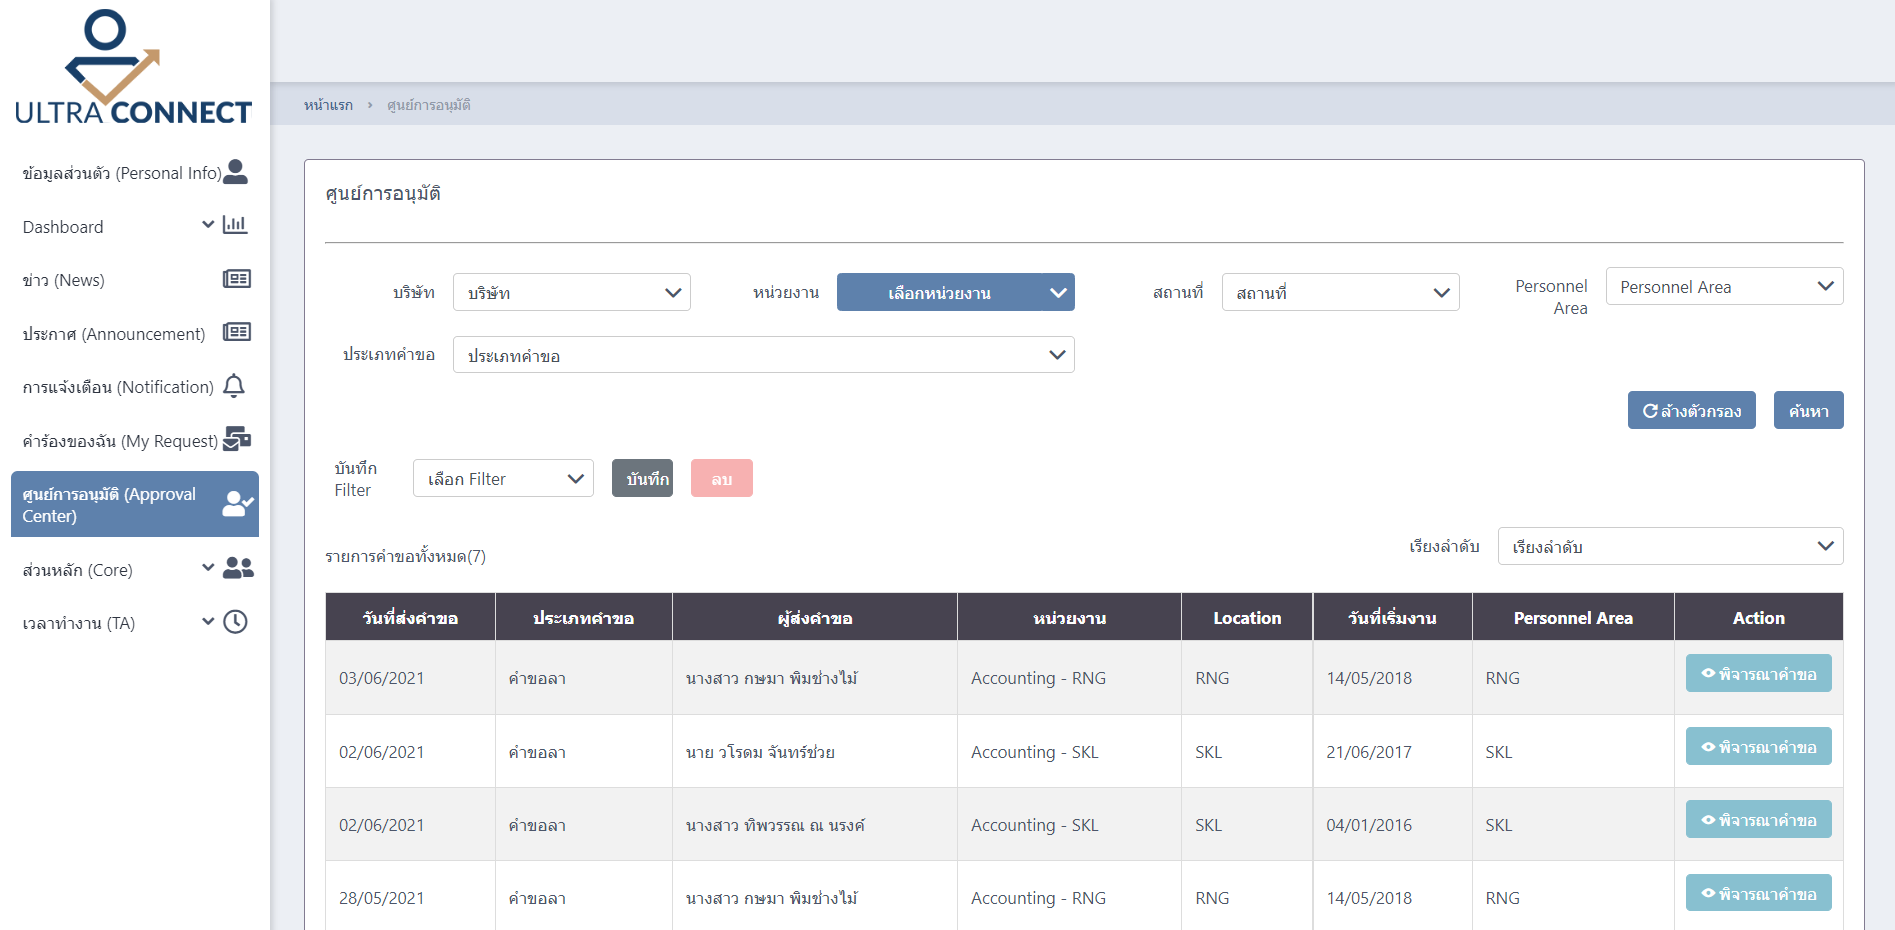 ULTRA CONNECT
ข้อมูลส่วนตัว (Personal Info)
Dashboard
ข่าว (News)
ประกาศ (Announcement)
การแจ้งเตือน (Notification)
คำร้องของฉัน (My Request)
ศูนย์การอนุมัติ (Approval
Center)
ส่วนหลัก (Core)
เวลาทำงาน (TA)
หน้าแรก › ศูนย์การอนุมัติ
ศูนย์การอนุมัติ
บริษัท บริษัท หน่วยงาน เลือกหน่วยงาน สถานที่ สถานที่ Personnel Area Personnel Area
ประเภทคำขอ ประเภทคำขอ
ล้างตัวกรอง ค้นหา
บันทึก Filter เลือก Filter บันทึก ลบ
รายการคำขอทั้งหมด(7) เรียงลำดับ เรียงลำดับ
วันที่ส่งคำขอ ประเภทคำขอ ผู้ส่งคำขอ หน่วยงาน Location วันที่เริ่มงาน Personnel Area Action
03/06/2021 คำขอลา นางสาว กษมา พิมช่างไม้ Accounting - RNG RNG 14/05/2018 RNG พิจารณาคำขอ
02/06/2021 คำขอลา นาย วโรดม จันทร์ช่วย Accounting - SKL SKL 21/06/2017 SKL พิจารณาคำขอ
02/06/2021 คำขอลา นางสาว ทิพวรรณ ณ นรงค์ Accounting - SKL SKL 04/01/2016 SKL พิจารณาคำขอ
28/05/2021 คำขอลา นางสาว กษมา พิมช่างไม้ Accounting - RNG RNG 14/05/2018 RNG พิจารณาคำขอ